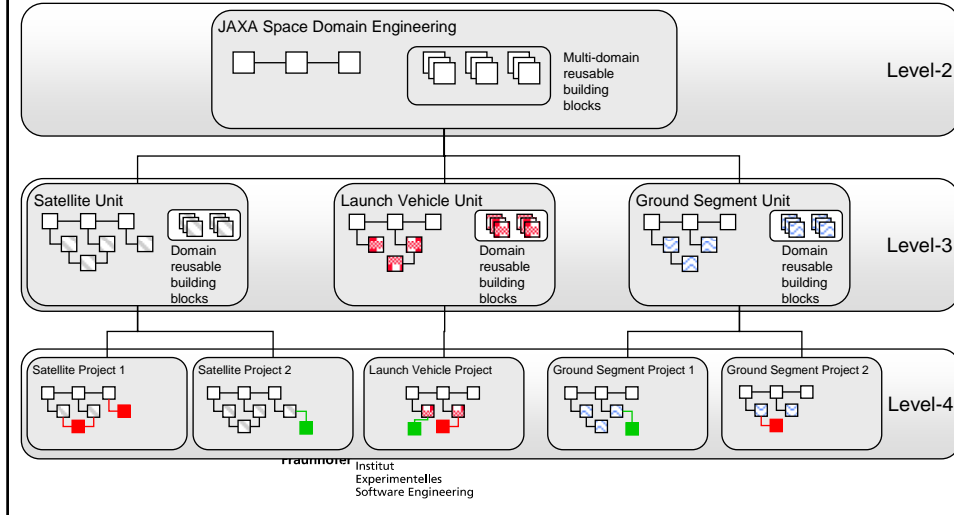 JAXA Space Domain Engineering
Multi-domain
reusable
building
blocks
Level-2
Satellite Unit
Domain
reusable
building
blocks
Launch Vehicle Unit
Domain
reusable
building
blocks
Ground Segment Unit
Domain
reusable
building
blocks
Level-3
Satellite Project 1
Satellite Project 2
Launch Vehicle Project
Ground Segment Project 1
Ground Segment Project 2
Level-4
Fraunhofer
Institut
Experimentelles
Software Engineering